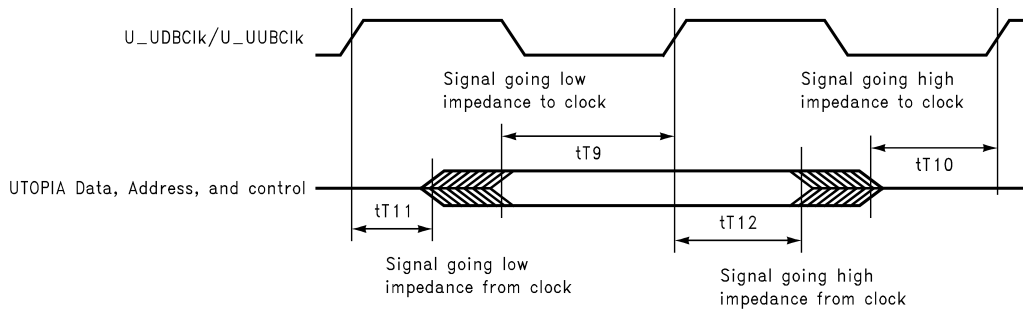 U_UDBClk/U_UUBClk
Signal going low
impedance to clock
Signal going high
impedance to clock
tT9
tT10
UTOPIA Data, Address, and control
tT11
tT12
Signal going low
impedance from clock
Signal going high
impedance from clock